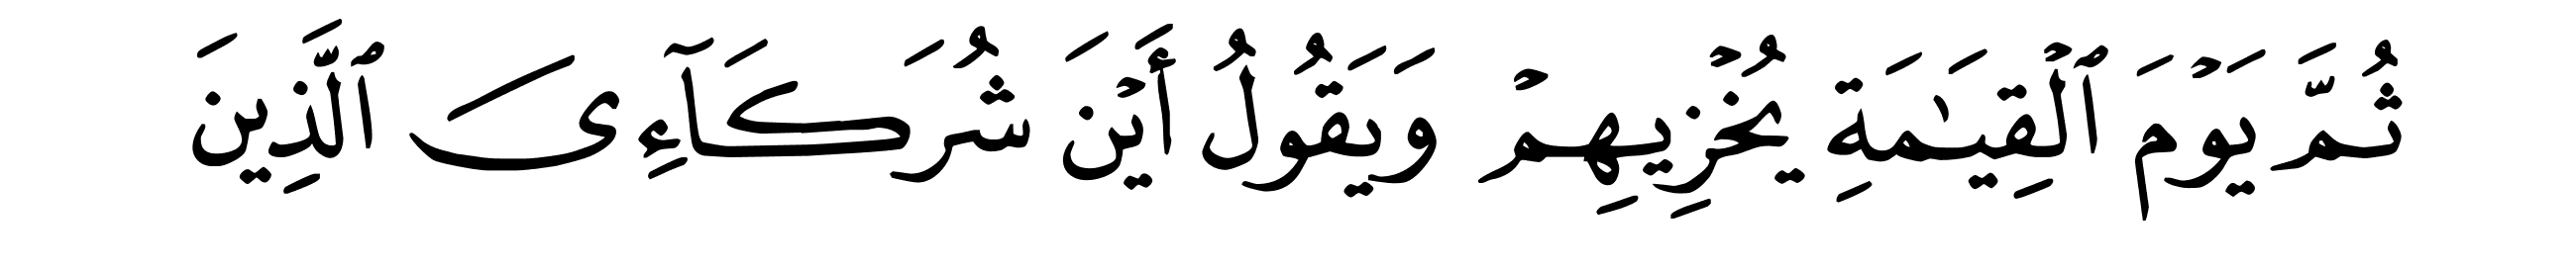 ثُمَّ يَوۡمَ ٱلۡقِيَٰمَةِ يُخۡزِيهِمۡ وَيَقُولُ أَيۡنَ شُرَكَآءِيَ ٱلَّذِينَ